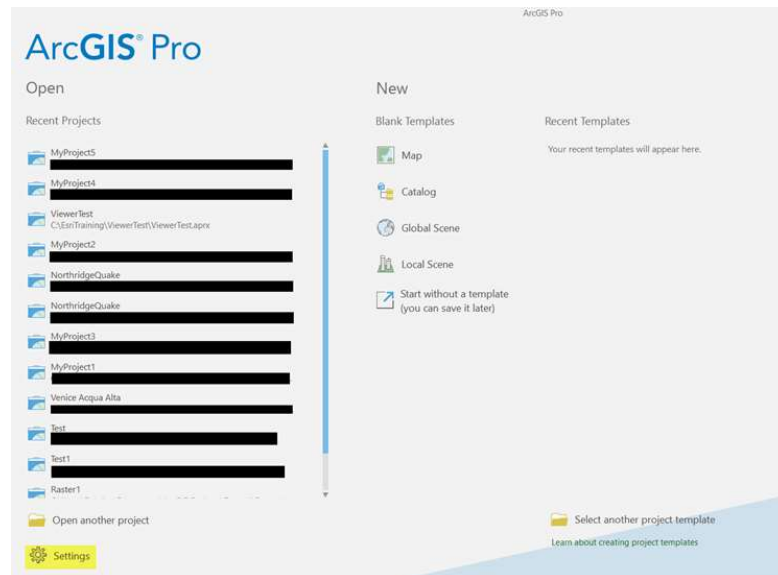 ArcGIS Pro
ArcGIS® Pro
Open
Recent Projects
MyProject5
MyProject4
ViewerTest
C:\EsriTraining\ViewerTest\ViewerTest.aprx
MyProject2
NorthridgeQuake
NorthridgeQuake
MyProject3
MyProject1
Venice Acqua Alta
Test
Test1
Raster1
Open another project
Settings
New
Blank Templates
Map
Catalog
Global Scene
Local Scene
Start without a template
(you can save it later)
Recent Templates
Your recent templates will appear here.
Select another project template
Learn about creating project templates